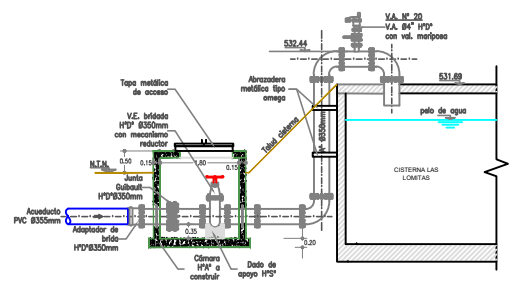 V.A. N° 20
V.A. Ø4" H°D°
con val. mariposa
532.44
531.69
Tapa metálica
de acceso
Abrazadera
metálica tipo
omega
V.E. bridada
H°D° Ø350mm
con mecanismo
reductor
Talud cisterna
H°A° Ø350mm
pelo de agua
N.T.N.
0.50
0.15
1.80
0.15
CISTERNA LAS
LOMITAS
Junta
Guibault
H°D°Ø350mm
Acueducto
PVC Ø355mm
Adaptador de
brida
H°D°Ø350mm
0.35
0.20
Cámara
H°A° a
construir
Dado de
apoyo H°S°